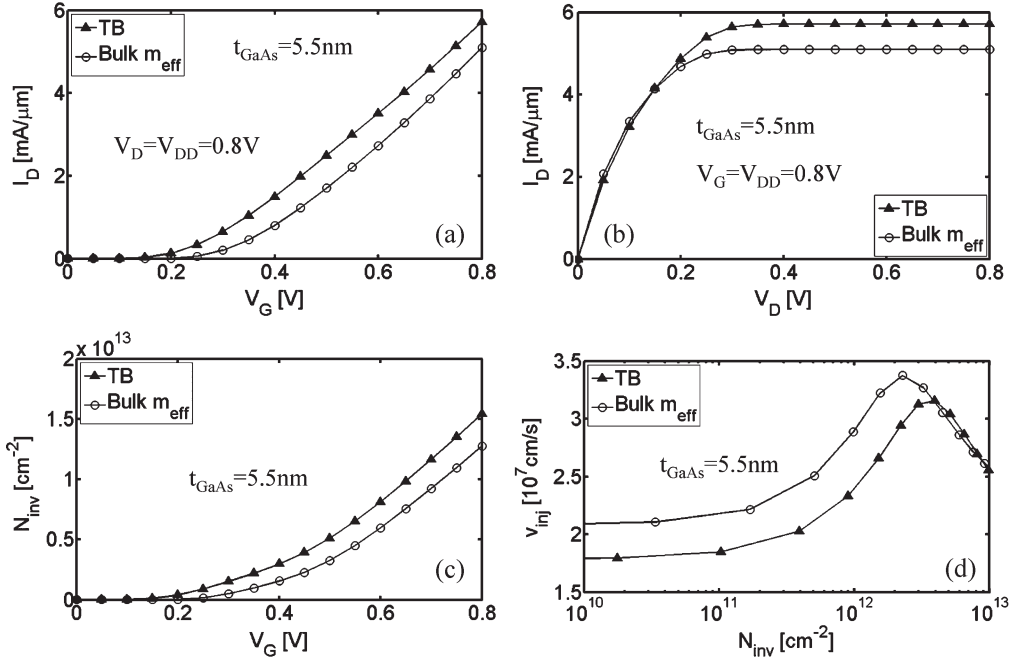 TB
Bulk m_eff
t_GaAs=5.5nm
V_D=V_DD=0.8V
(a)
I_D [mA/μm]
6
4
2
0
0 0.2 0.4 0.6 0.8
V_G [V]
I_D [mA/μm]
6
4
2
0
t_GaAs=5.5nm
V_G=V_DD=0.8V
TB
Bulk m_eff
(b)
0 0.2 0.4 0.6 0.8
V_D [V]
x 10^13
2
1.5
1
0.5
0
N_inv [cm^-2]
TB
Bulk m_eff
t_GaAs=5.5nm
(c)
0 0.2 0.4 0.6 0.8
V_G [V]
3.5
3
2.5
2
1.5
v_inj [10^7cm/s]
TB
Bulk m_eff
t_GaAs=5.5nm
(d)
10^10 10^11 10^12 10^13
N_inv [cm^-2]